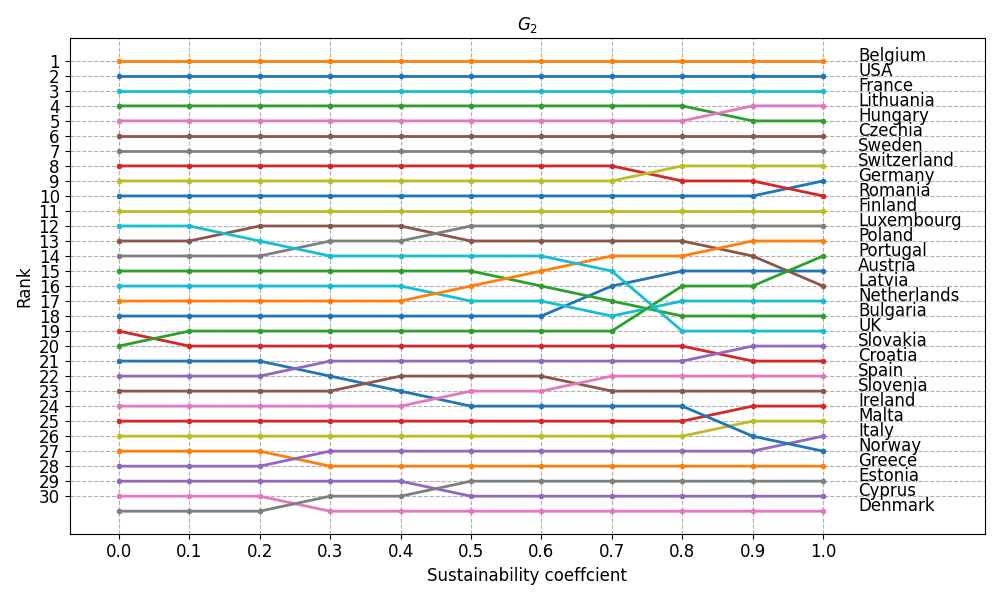 G2
1
2
3
4
5
6
7
8
9
10
11
12
13
14
15
16
17
18
19
20
21
22
23
24
25
26
27
28
29
30
Rank
Belgium
USA
France
Lithuania
Hungary
Czechia
Sweden
Switzerland
Germany
Romania
Finland
Luxembourg
Poland
Portugal
Austria
Latvia
Netherlands
Bulgaria
UK
Slovakia
Croatia
Spain
Slovenia
Ireland
Malta
Italy
Norway
Greece
Estonia
Cyprus
Denmark
0.0 0.1 0.2 0.3 0.4 0.5 0.6 0.7 0.8 0.9 1.0
Sustainability coeffcient